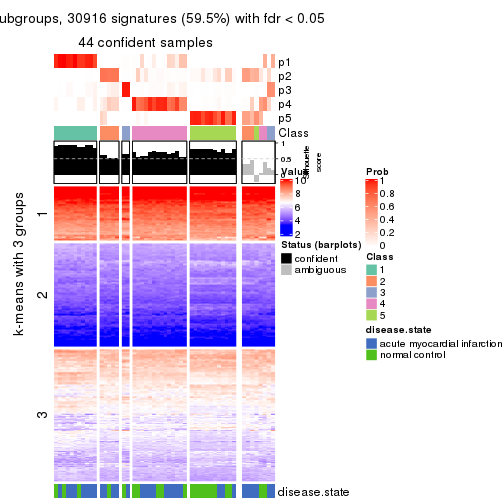 ubgroups, 30916 signatures (59.5%) with fdr < 0.05
44 confident samples
p1
p2
p3
p4
p5
Class
1
0.5
0
silhouette
score
k-means with 3 groups
1
2
3
disease.state
Value
10
8
6
4
2
Status (barplots)
confident
ambiguous
Prob
1
0.8
0.6
0.4
0.2
0
Class
1
2
3
4
5
disease.state
acute myocardial infarction
normal control